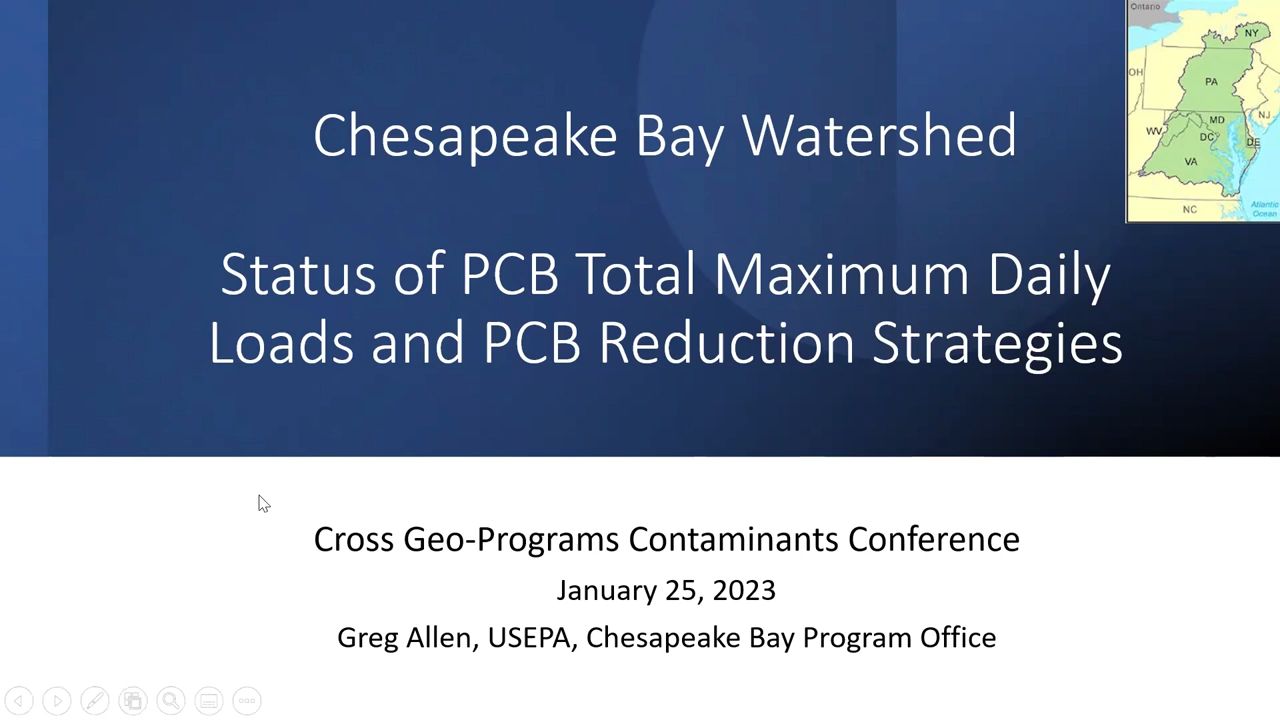 Chesapeake Bay Watershed
Status of PCB Total Maximum Daily
Loads and PCB Reduction Strategies
Ontario
NY
OH
PA
NJ
MD
WV
DC
DE
VA
NC
Atlantic
Ocean
Cross Geo-Programs Contaminants Conference
January 25, 2023
Greg Allen, USEPA, Chesapeake Bay Program Office